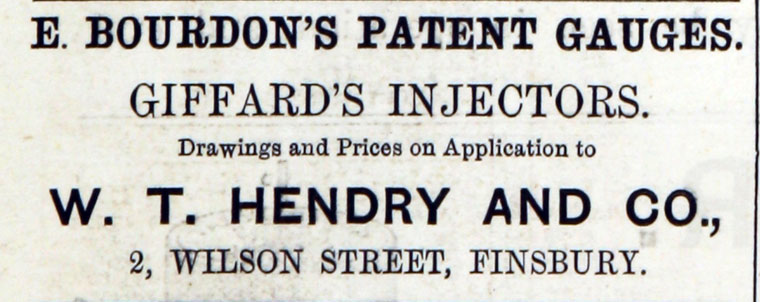 E. BOURDON'S PATENT GAUGES.
GIFFARD'S INJECTORS.
Drawings and Prices on Application to
W. T. HENDRY AND CO.,
2, WILSON STREET, FINSBURY.